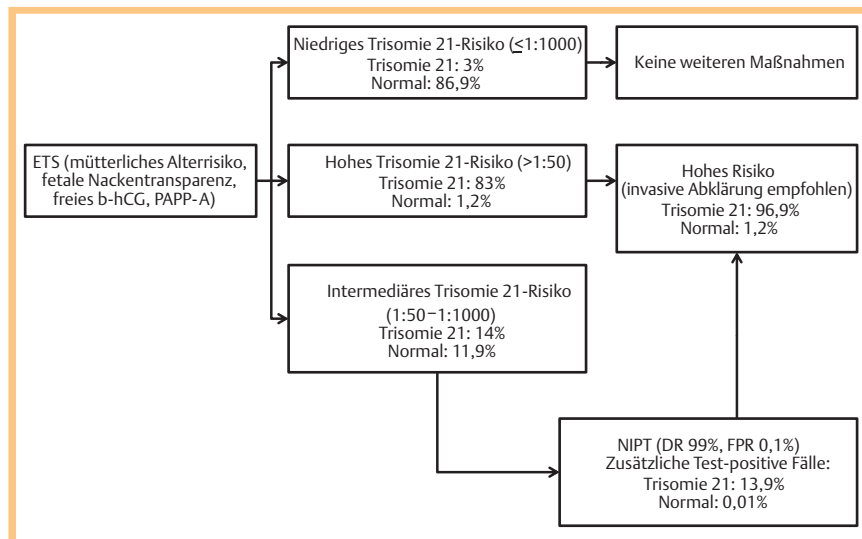 Niedriges Trisomie 21-Risiko (≤1:1000)
Trisomie 21: 3%
Normal: 86,9%
Keine weiteren Maßnahmen
ETS (mütterliches Alterrisiko,
fetale Nackentransparenz,
freies b-hCG, PAPP-A)
Hohes Trisomie 21-Risiko (>1:50)
Trisomie 21: 83%
Normal: 1,2%
Hohes Risiko
(invasive Abklärung empfohlen)
Trisomie 21: 96,9%
Normal: 1,2%
Intermediäres Trisomie 21-Risiko
(1:50–1:1000)
Trisomie 21: 14%
Normal: 11,9%
NIPT (DR 99%, FPR 0,1%)
Zusätzliche Test-positive Fälle:
Trisomie 21: 13,9%
Normal: 0,01%